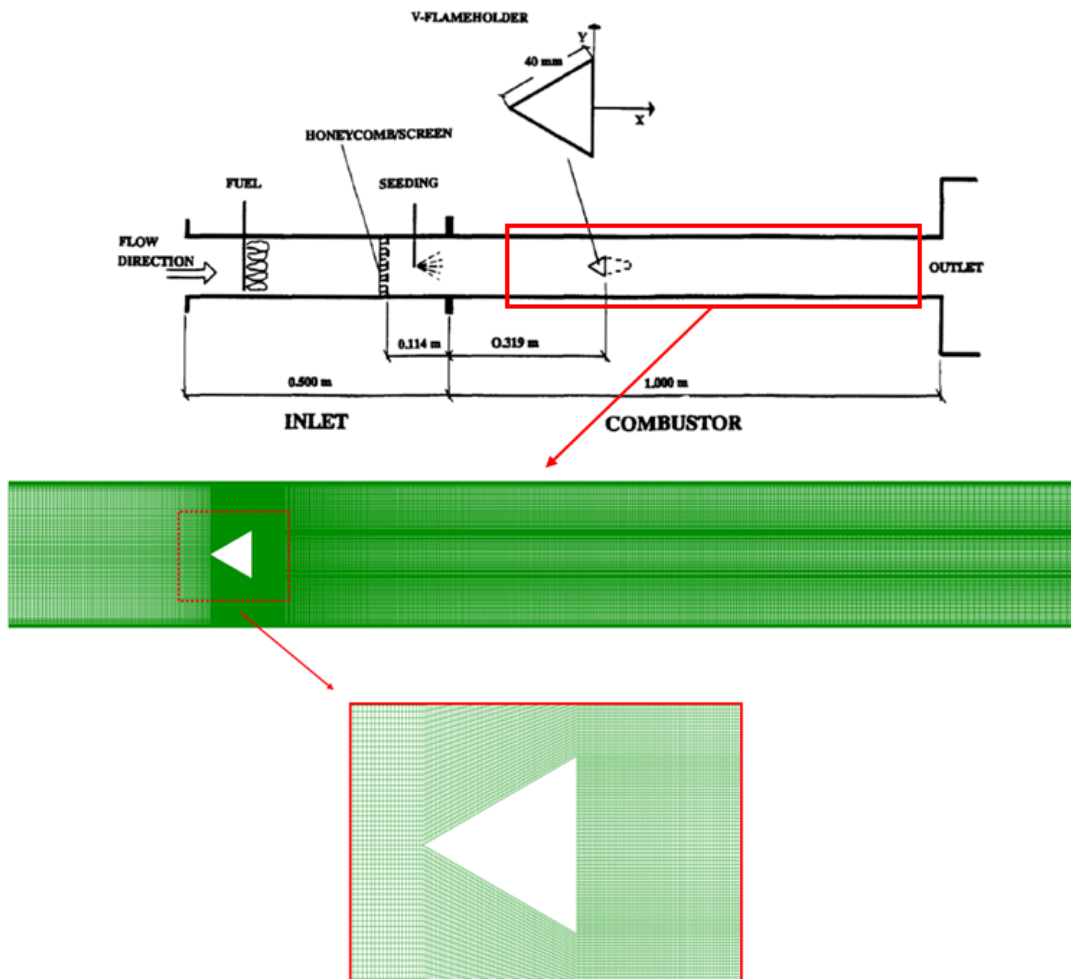 V-FLAMEHOLDER
Y
40 mm
X
HONEYCOMB/SCREEN
FUEL
SEEDING
FLOW
DIRECTION
OUTLET
0.114 m
O.319 m
0.500 m
1.000 m
INLET
COMBUSTOR